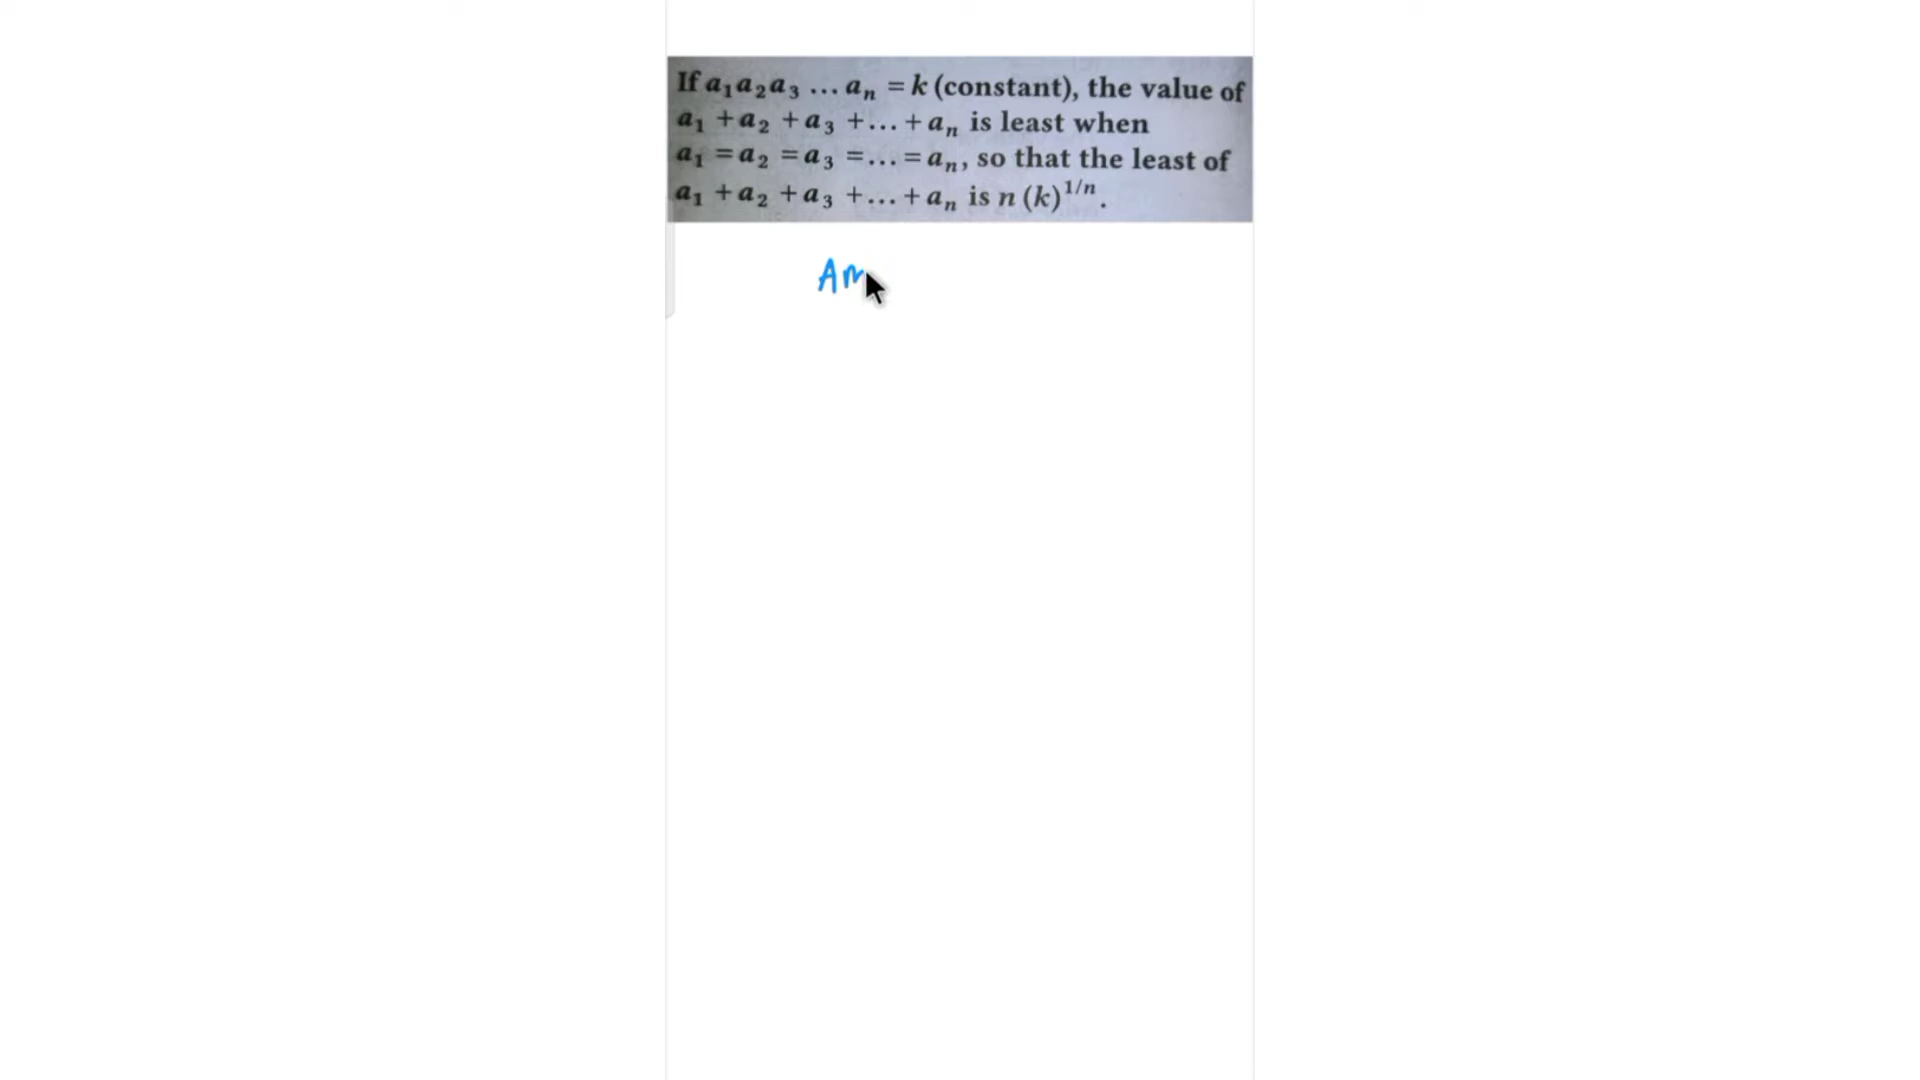 If a₁a₂a₃ ... aₙ = k (constant), the value of
a₁ + a₂ + a₃ + ... + aₙ is least when
a₁ = a₂ = a₃ = ... = aₙ, so that the least of
a₁ + a₂ + a₃ + ... + aₙ is n (k)^1/n.
Am